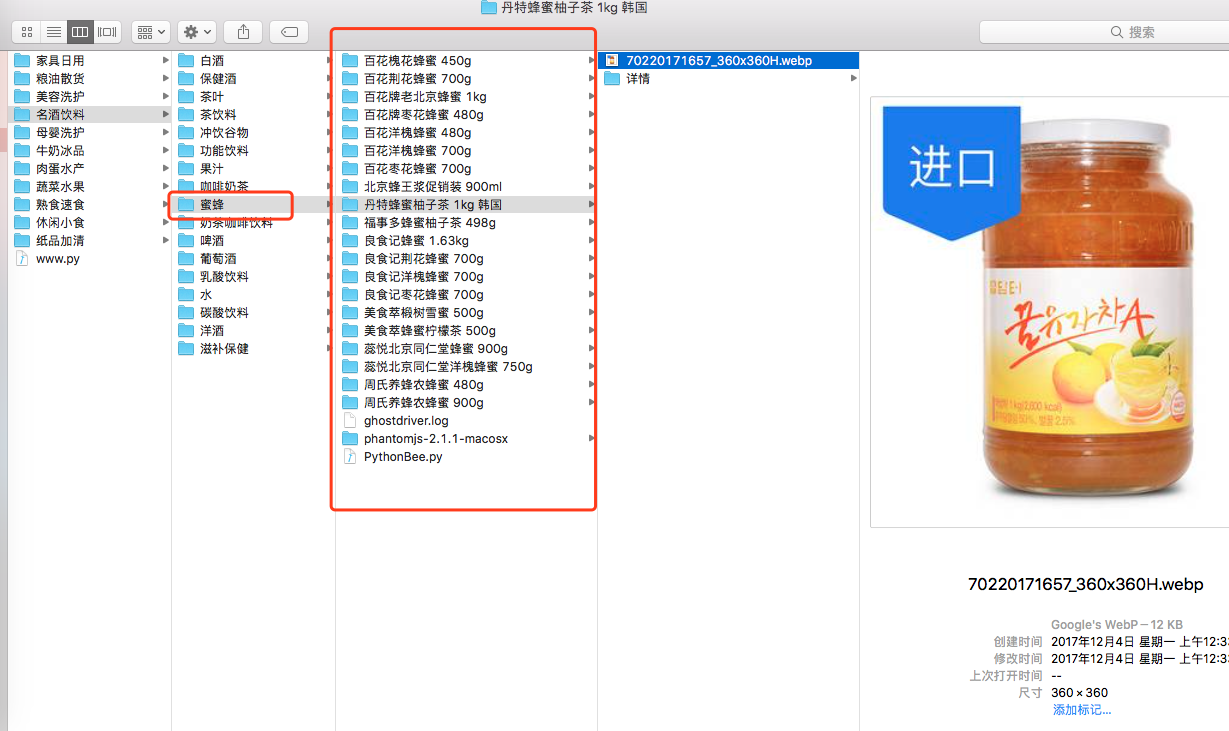 丹特蜂蜜柚子茶 1kg 韩国
搜索
家具日用
粮油散货
美容洗护
名酒饮料
母婴洗护
牛奶冰品
肉蛋水产
蔬菜水果
熟食速食
休闲小食
纸品加清
www.py
白酒
保健酒
茶叶
茶饮料
冲饮谷物
功能饮料
果汁
咖啡奶茶
蜜蜂
奶茶咖啡饮料
啤酒
葡萄酒
乳酸饮料
水
碳酸饮料
洋酒
滋补保健
百花槐花蜂蜜 450g
百花荆花蜂蜜 700g
百花牌老北京蜂蜜 1kg
百花牌枣花蜂蜜 480g
百花洋槐蜂蜜 480g
百花洋槐蜂蜜 700g
百花枣花蜂蜜 700g
北京蜂王浆促销装 900ml
丹特蜂蜜柚子茶 1kg 韩国
福事多蜂蜜柚子茶 498g
良食记蜂蜜 1.63kg
良食记荆花蜂蜜 700g
良食记洋槐蜂蜜 700g
良食记枣花蜂蜜 700g
美食萃椴树雪蜜 500g
美食萃蜂蜜柠檬茶 500g
蕊悦北京同仁堂蜂蜜 900g
蕊悦北京同仁堂洋槐蜂蜜 750g
周氏养蜂农蜂蜜 480g
周氏养蜂农蜂蜜 900g
ghostdriver.log
phantomjs-2.1.1-macosx
PythonBee.py
70220171657_360x360H.webp
详情
进口
꿀유자차A
70220171657_360x360H.webp
Google's WebP – 12 KB
创建时间 2017年12月4日 星期一 上午12:3
修改时间 2017年12月4日 星期一 上午12:3
上次打开时间 --
尺寸 360 × 360
添加标记...